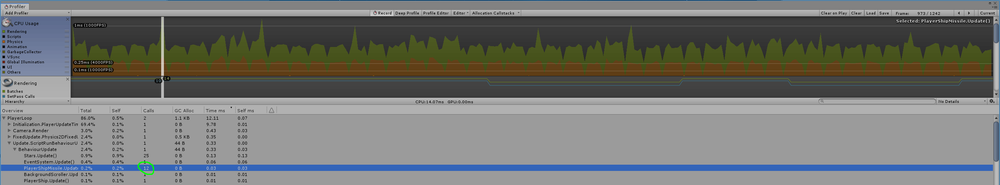 Profiler
Add Profiler Record Deep Profile Profile Editor Editor Allocation Callstacks Clear on Play Clear Load Save Frame: 973 / 1242 Current
CPU Usage
Rendering
Scripts
Physics
Animation
GarbageCollector
VSync
Global Illumination
UI
Others
Selected: PlayerShipMissile.Update()
1ms (1000FPS)
0.25ms (4000FPS)
0.1ms (10000FPS)
Rendering
Batches
SetPass Calls
10 14
Hierarchy CPU:14.07ms GPU:0.00ms No Details
Overview Total Self Calls GC Alloc Time ms Self ms
PlayerLoop 86.0% 0.5% 2 1.1 KB 12.11 0.07
Initialization.PlayerUpdateTin 69.4% 0.1% 1 0 B 9.78 0.01
Camera.Render 3.0% 0.2% 1 0 B 0.43 0.03
FixedUpdate.Physics2DFixedU 2.4% 0.0% 1 0.5 KB 0.35 0.00
Update.ScriptRunBehaviourU 2.4% 0.0% 1 44 B 0.33 0.00
BehaviourUpdate 2.4% 0.2% 1 44 B 0.33 0.03
Stars.Update() 0.9% 0.9% 25 0 B 0.13 0.13
EventSystem.Update() 0.4% 0.4% 1 0 B 0.06 0.06
PlayerShipMissile.Update 0.2% 0.2% 12 0 B 0.03 0.03
BackgroundScroller.Upd 0.1% 0.1% 1 0 B 0.01 0.01
PlayerShip.Update() 0.1% 0.1% 1 0 B 0.01 0.01